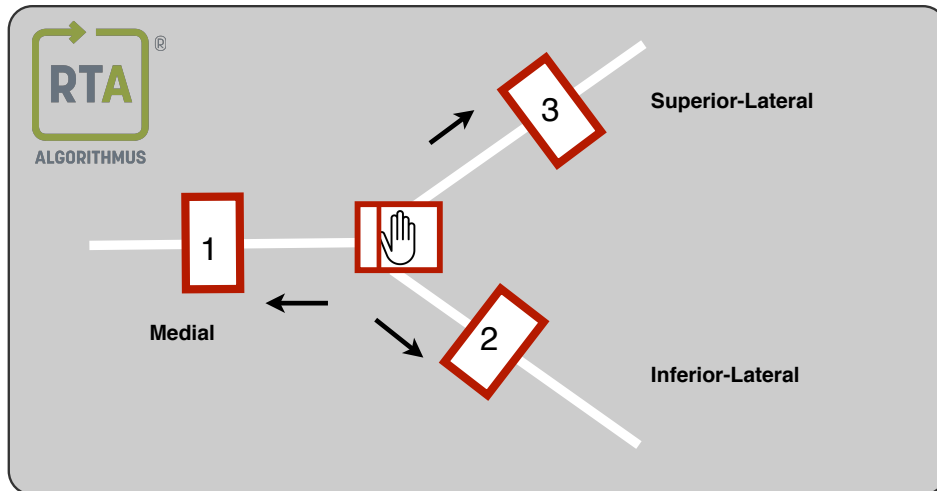 RTA
®
ALGORITHMUS
3
Superior-Lateral
1
Medial
2
Inferior-Lateral